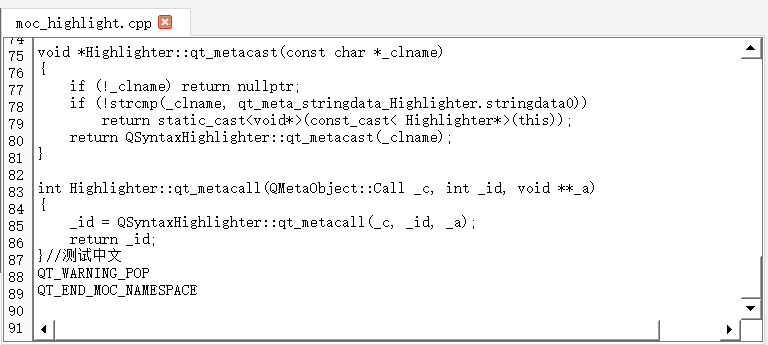 moc_highlight.cpp
74
75 void *Highlighter::qt_metacast(const char *_clname)
76 {
77     if (!_clname) return nullptr;
78     if (!strcmp(_clname, qt_meta_stringdata_Highlighter.stringdata0))
79         return static_cast<void*>(const_cast< Highlighter*>(this));
80     return QSyntaxHighlighter::qt_metacast(_clname);
81 }
82
83 int Highlighter::qt_metacall(QMetaObject::Call _c, int _id, void **_a)
84 {
85     _id = QSyntaxHighlighter::qt_metacall(_c, _id, _a);
86     return _id;
87 }//测试中文
88 QT_WARNING_POP
89 QT_END_MOC_NAMESPACE
90
91